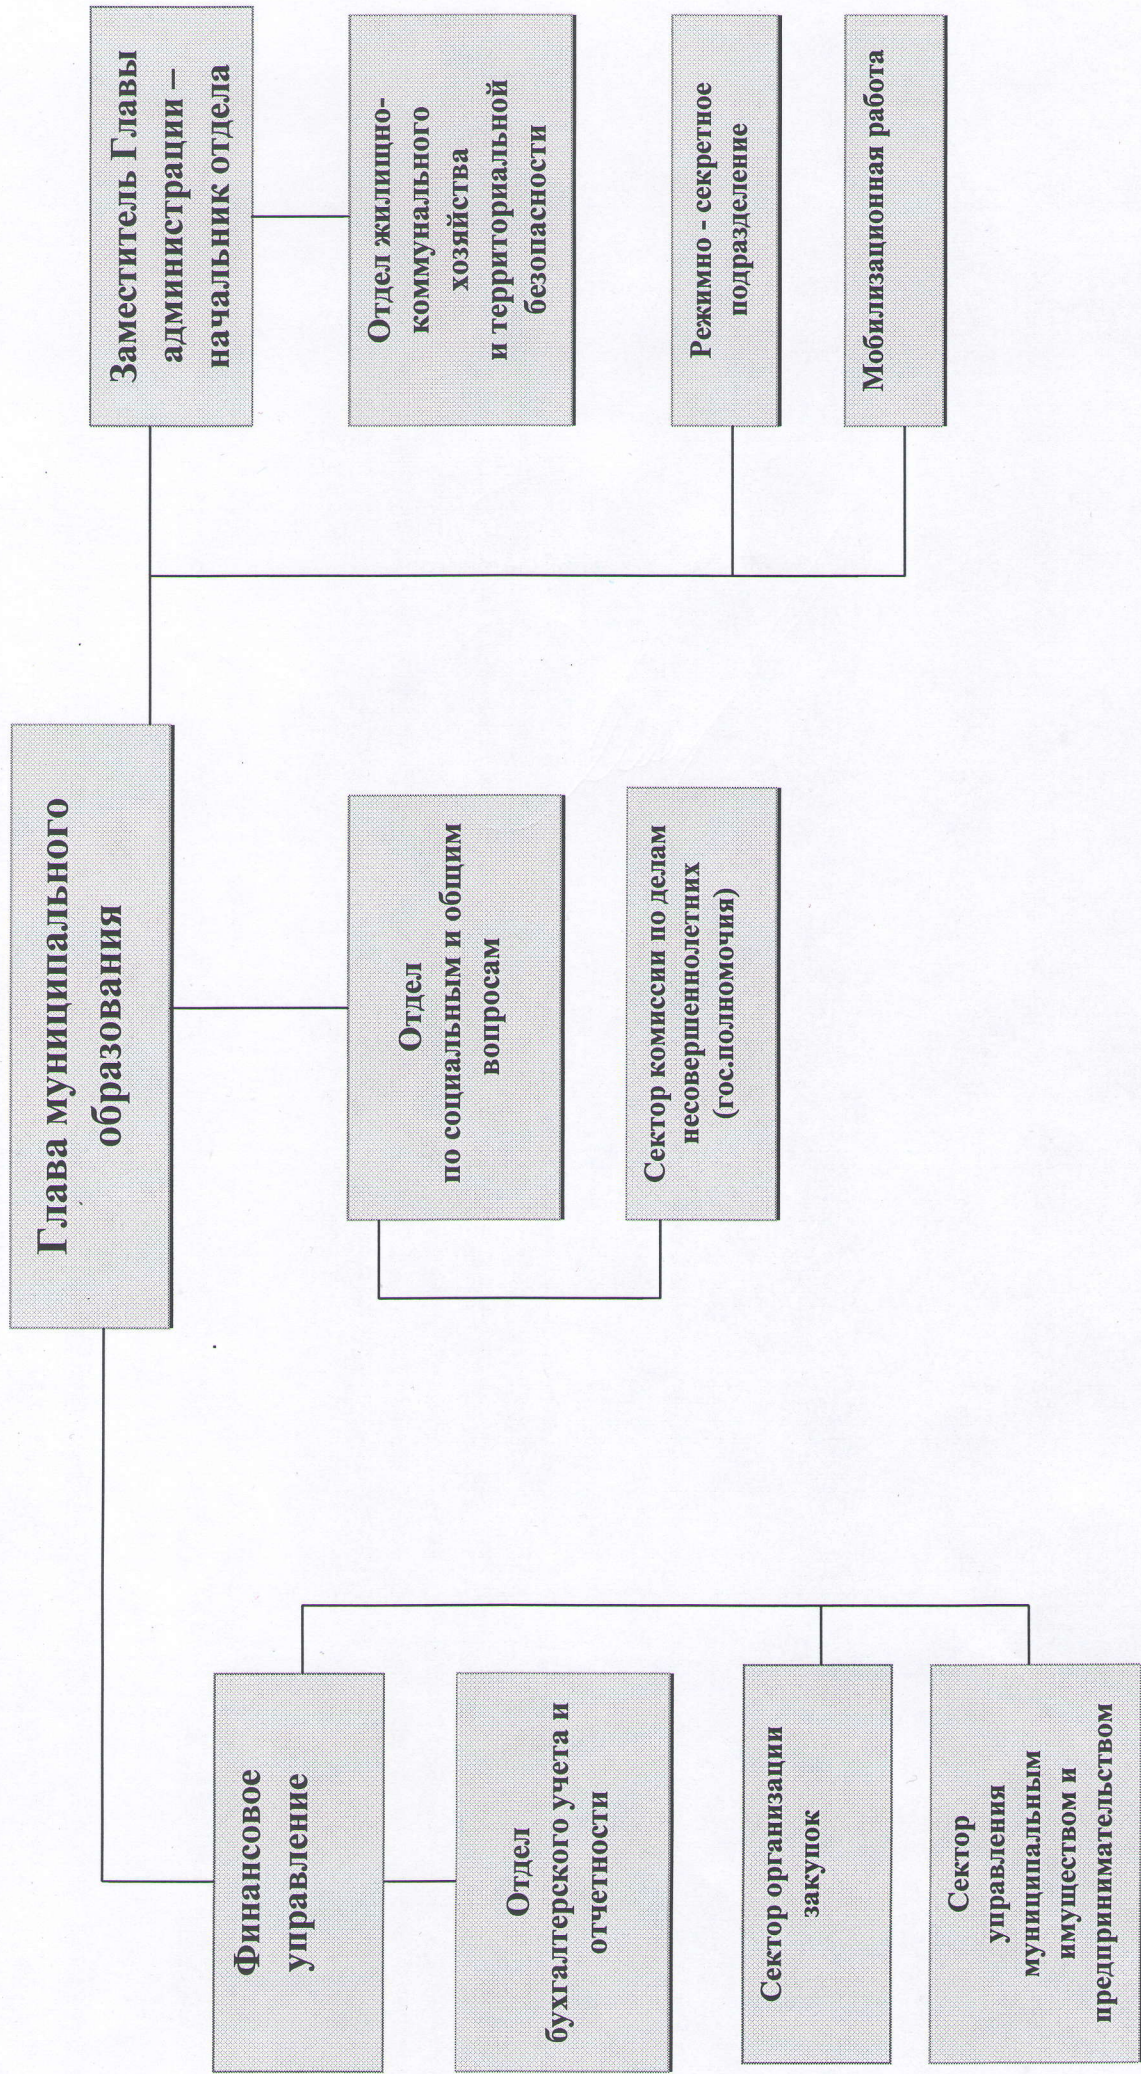 Глава муниципального
образования
Финансовое
управление
Отдел
бухгалтерского учета и
отчетности
Сектор организации
закупок
Сектор
управления
муниципальным
имуществом и
предпринимательством
Отдел
по социальным и общим
вопросам
Сектор комиссии по делам
несовершеннолетних
(гос.полномочия)
Заместитель Главы
администрации –
начальник отдела
Отдел жилищно-
коммунального
хозяйства
и территориальной
безопасности
Режимно - секретное
подразделение
Мобилизационная работа